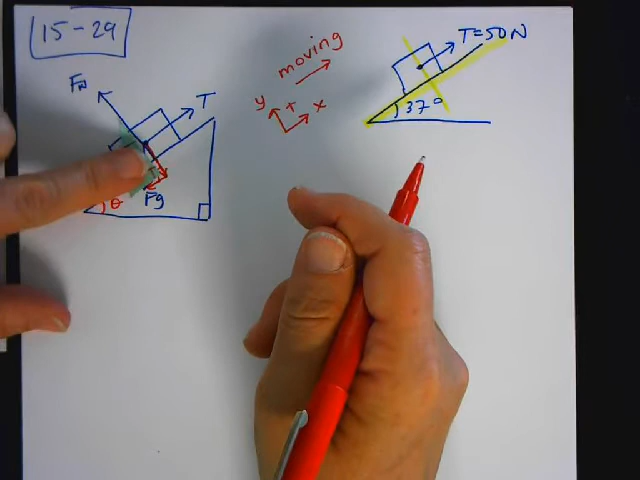 15-29
FN
T
θ
Fg
moving
y + x
T=50N
37°